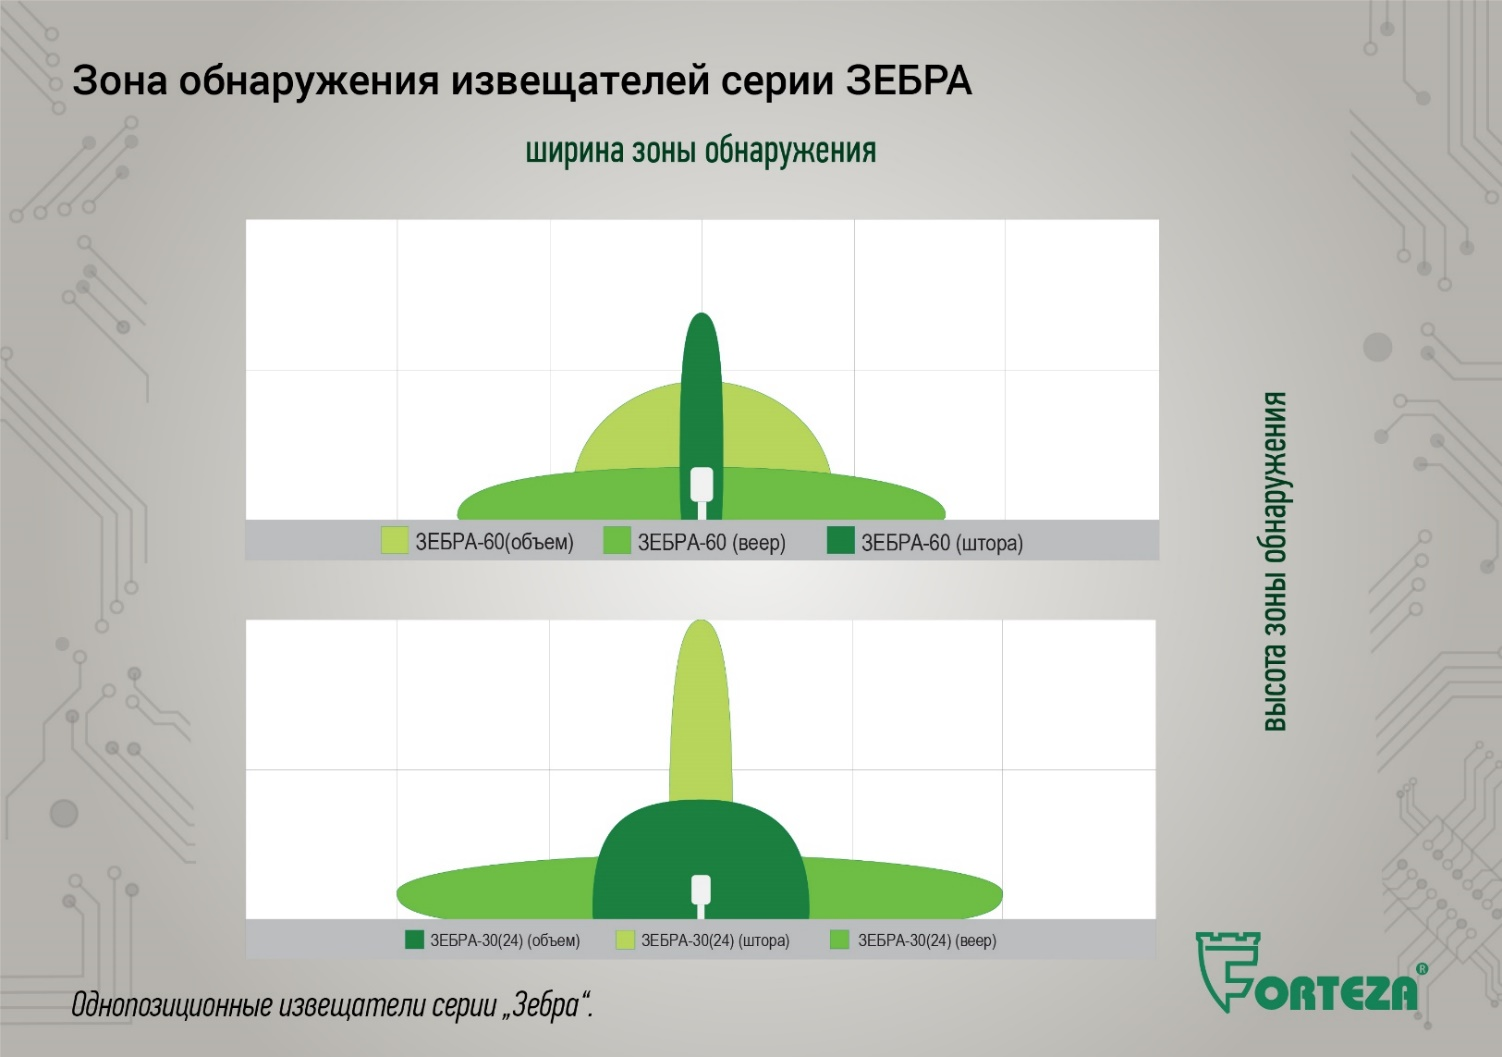 Зона обнаружения извещателей серии ЗЕБРА
ширина зоны обнаружения
высота зоны обнаружения
ЗЕБРА-60(объем) ЗЕБРА-60 (веер) ЗЕБРА-60 (штора)
ЗЕБРА-30(24) (объем) ЗЕБРА-30(24) (штора) ЗЕБРА-30(24) (веер)
Однопозиционные извещатели серии „Зебра“.
FORTEZA®